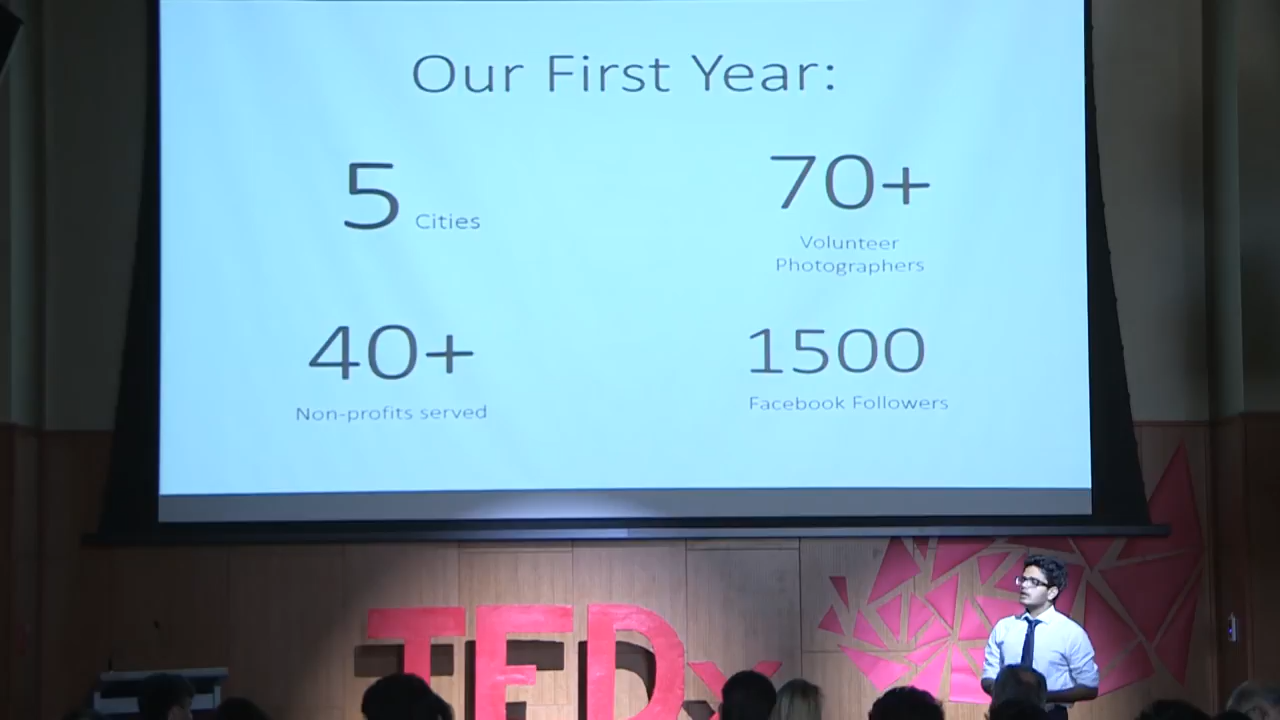 Our First Year:
5 Cities
70+
Volunteer
Photographers
40+
Non-profits served
1500
Facebook Followers
TEDx